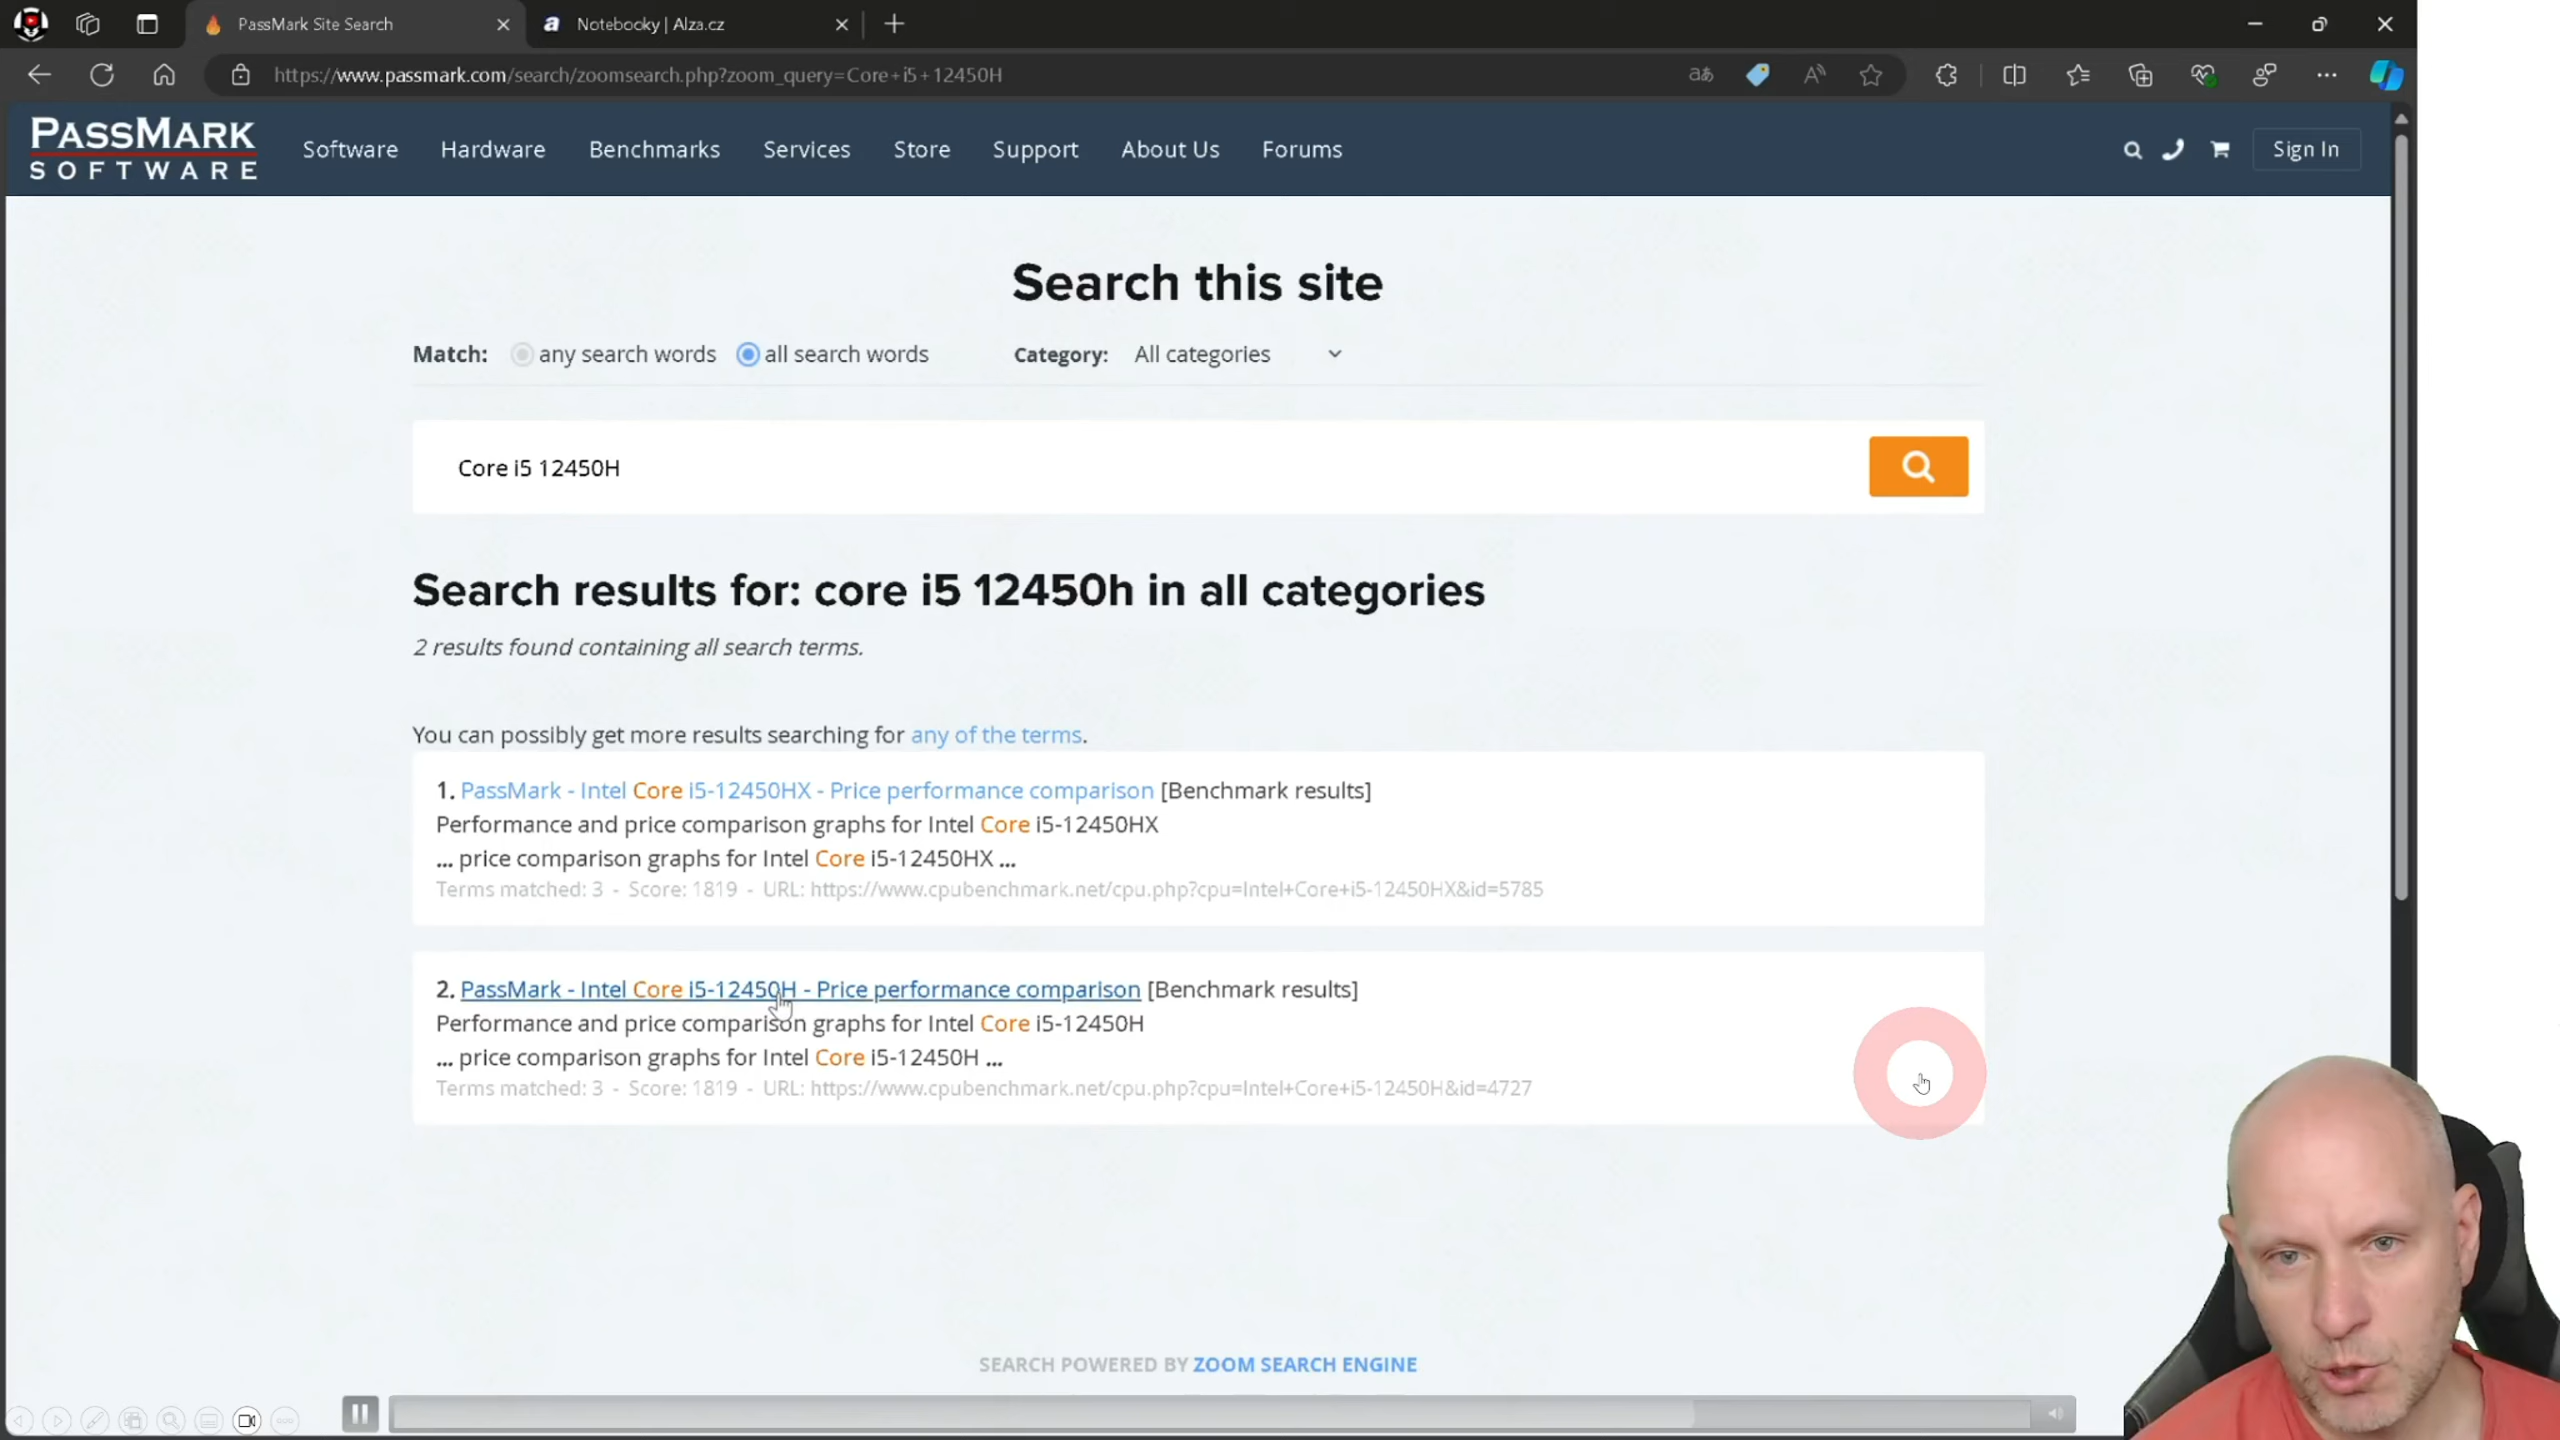 PassMark Site Search
Notebooky | Alza.cz
https://www.passmark.com/search/zoomsearch.php?zoom_query=Core+i5+12450H
PASSMARK
SOFTWARE
Software
Hardware
Benchmarks
Services
Store
Support
About Us
Forums
Sign In
Search this site
Match: any search words all search words Category: All categories
Core i5 12450H
Search results for: core i5 12450h in all categories
2 results found containing all search terms.
You can possibly get more results searching for any of the terms.
1. PassMark - Intel Core i5-12450HX - Price performance comparison [Benchmark results]
Performance and price comparison graphs for Intel Core i5-12450HX
... price comparison graphs for Intel Core i5-12450HX ...
Terms matched: 3 - Score: 1819 - URL: https://www.cpubenchmark.net/cpu.php?cpu=Intel+Core+i5-12450HX&id=5785
2. PassMark - Intel Core i5-12450H - Price performance comparison [Benchmark results]
Performance and price comparison graphs for Intel Core i5-12450H
... price comparison graphs for Intel Core i5-12450H ...
Terms matched: 3 - Score: 1819 - URL: https://www.cpubenchmark.net/cpu.php?cpu=Intel+Core+i5-12450H&id=4727
SEARCH POWERED BY ZOOM SEARCH ENGINE